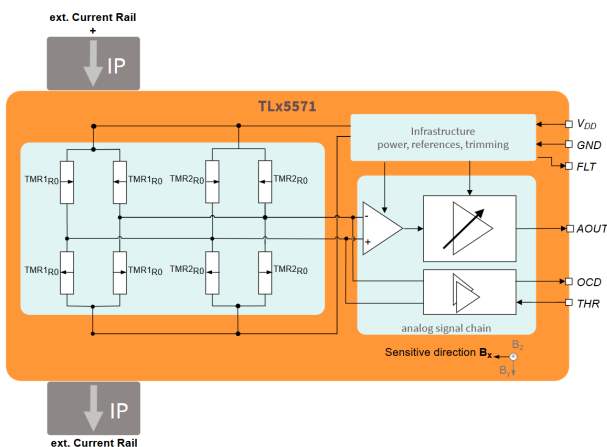 ext. Current Rail
+
IP
TLx5571
Infrastructure
power, references, trimming
VDD
GND
FLT
TMR1R0
TMR1R0
TMR2R0
TMR2R0
-
+
AOUT
TMR1R0
TMR1R0
TMR2R0
TMR2R0
OCD
THR
analog signal chain
Sensitive direction Bx
Bz
By
IP
ext. Current Rail